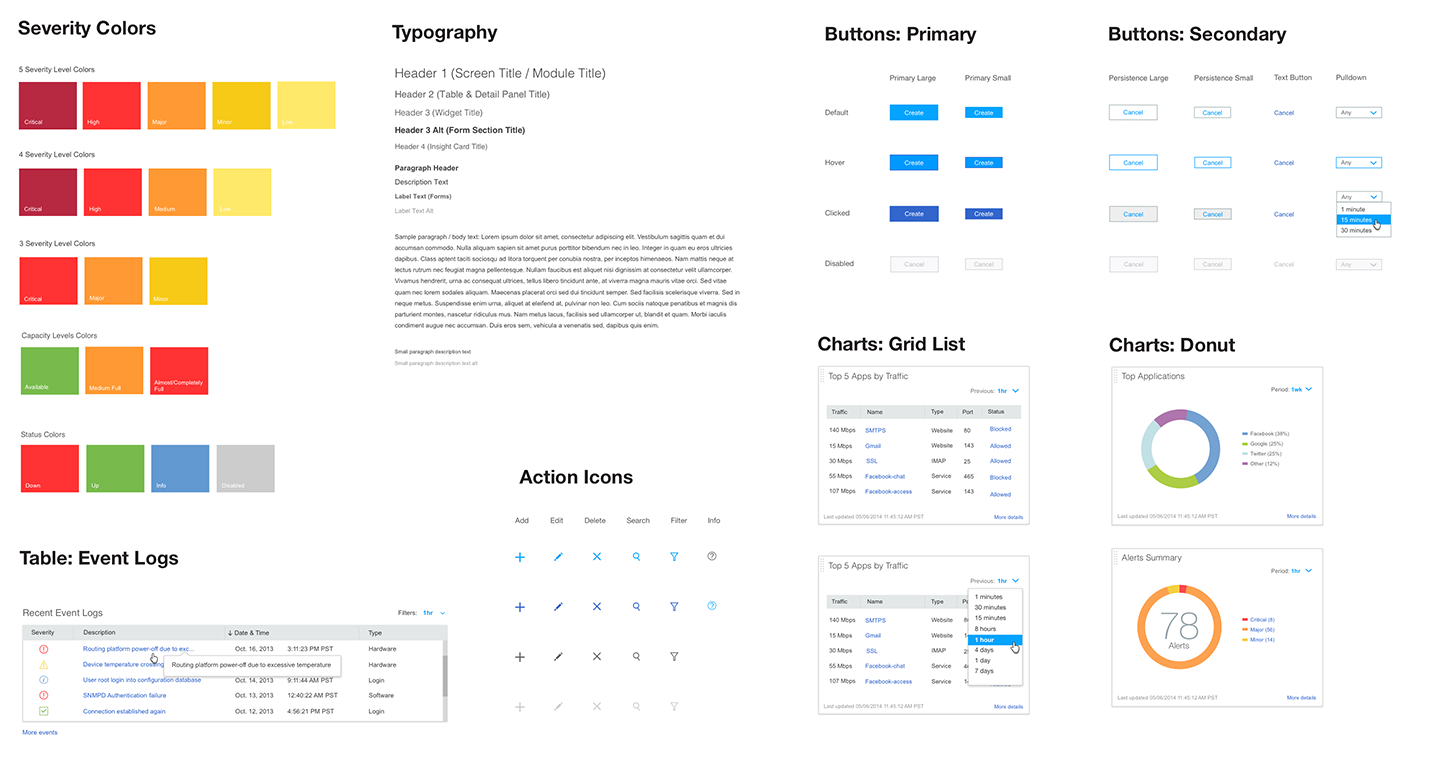 Severity Colors
5 Severity Level Colors
Critical
High
Major
Minor
Low
4 Severity Level Colors
Critical
High
Medium
Low
3 Severity Level Colors
Critical
Major
Minor
Capacity Levels Colors
Available
Medium Full
Almost/Completely
Full
Status Colors
Down
Up
Info
Disabled
Typography
Header 1 (Screen Title / Module Title)
Header 2 (Table & Detail Panel Title)
Header 3 (Widget Title)
Header 3 Alt (Form Section Title)
Header 4 (Insight Card Title)
Paragraph Header
Description Text
Label Text (Forms)
Label Text Alt
Sample paragraph / body text: Lorem ipsum dolor sit amet, consectetur adipiscing elit. Vestibulum sagittis quam et dui
accumsan commodo. Nulla aliquam sapien sit amet purus porttitor bibendum nec in leo. Integer in quam eu eros ultricies
dapibus. Class aptent taciti sociosqu ad litora torquent per conubia nostra, per inceptos himenaeos. Nam mattis neque at
lectus rutrum nec feugiat magna pellentesque. Nullam faucibus est aliquet nisi dignissim at consectetur velit ullamcorper.
Vivamus hendrerit, urna ac consequat ultrices, tellus libero tincidunt ante, at viverra magna mauris vitae orci. Sed vitae
quam nec lorem sodales aliquam. Maecenas placerat orci sed dui tincidunt semper. Sed facilisis scelerisque viverra. Sed in
neque metus. Suspendisse enim urna, aliquet at eleifend at, pulvinar non leo. Cum sociis natoque penatibus et magnis dis
parturient montes, nascetur ridiculus mus. Nam metus lacus, facilisis sed ullamcorper ut, blandit et quam. Morbi iaculis
condiment augue nec accumsan. Duis eros sem, vehicula a venenatis sed, dapibus quis enim.
Small paragraph description text
Small paragraph description text alt
Buttons: Primary
Primary Large Primary Small
Default Create Create
Hover Create Create
Clicked Create Create
Disabled Cancel Cancel
Buttons: Secondary
Persistence Large Persistence Small Text Button Pulldown
Cancel Cancel Cancel Any
Cancel Cancel Cancel Any
Any
Cancel Cancel Cancel 1 minute
15 minutes
30 minutes
Cancel Cancel Cancel Any
Table: Event Logs
Recent Event Logs Filters: 1hr
Severity Description Date & Time Type
Routing platform power-off due to exc... Oct. 16, 2013 3:11:23 PM PST Hardware
Device temperature crossing Hardware
Routing platform power-off due to excessive temperature
User root login into configuration database Oct. 14, 2013 9:11:44 AM PST Login
SNMPD Authentication failure Oct. 13, 2013 12:40:22 AM PST Software
Connection established again Oct. 12, 2013 4:56:21 PM PST Login
More events
Action Icons
Add Edit Delete Search Filter Info
Charts: Grid List
Top 5 Apps by Traffic
Previous: 1hr
Traffic Name Type Port Status
140 Mbps SMTPS Website 80 Blocked
15 Mbps Gmail Website 143 Allowed
30 Mbps SSL IMAP 25 Allowed
55 Mbps Facebook-chat Service 465 Blocked
107 Mbps Facebook-access Service 143 Allowed
Last updated 05/06/2014 11:45:12 AM PST More details
Top 5 Apps by Traffic
Previous: 1hr
1 minutes
30 minutes
15 minutes
8 hours
1 hour
4 days
1 day
7 days
Traffic Name Type
140 Mbps SMTPS Website
15 Mbps Gmail Website
30 Mbps SSL IMAP
55 Mbps Facebook-chat Service
107 Mbps Facebook-access Service
Last updated 05/06/2014 11:45:12 AM PST More details
Charts: Donut
Top Applications
Period: 1wk
Facebook (38%)
Google (25%)
Twitter (25%)
Other (12%)
Last updated 05/06/2014 11:45:12 AM PST More details
Alerts Summary
Period: 1hr
78
Alerts
Critical (8)
Major (56)
Minor (14)
Last updated 05/06/2014 11:45:12 AM PST More details